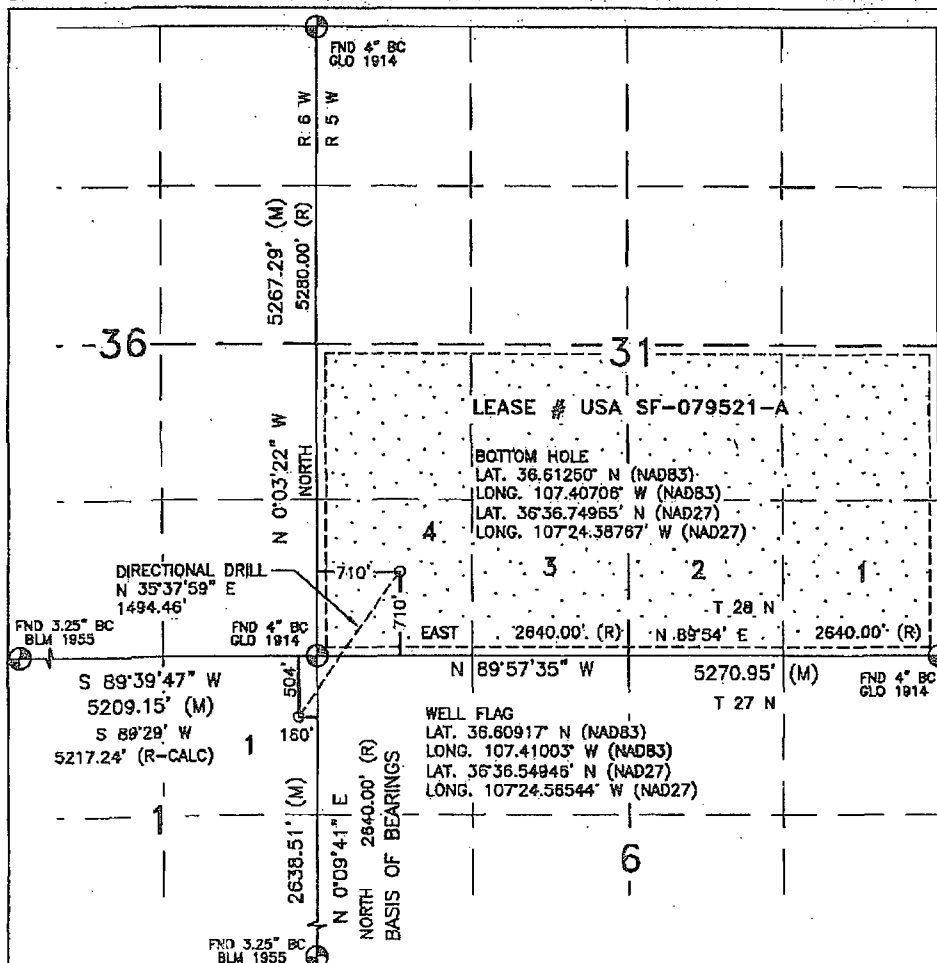 FND 4" BC
GLO 1914
R 6 W
R 5 W
5267.29' (M)
5280.00' (R)
36
31
LEASE # USA SF-079521-A
N 0°03'22" W
NORTH
BOTTOM HOLE
LAT. 36.61250° N (NAD83)
LONG. 107.40706° W (NAD83)
LAT. 36°36.74965' N (NAD27)
LONG. 107°24.38767' W (NAD27)
4
3
2
1
DIRECTIONAL DRILL
N 35°37'59" E
1494.46'
710'
710'
T 28 N
FND 3.25" BC
BLM 1955
FND 4" BC
GLO 1914
EAST
2640.00' (R)
N 89°54' E
2640.00' (R)
S 89°39'47" W
5209.15' (M)
S 89°29' W
5217.24' (R-CALC)
504'
160'
N 89°57'35" W
5270.95' (M)
FND 4" BC
GLO 1914
T 27 N
1
WELL FLAG
LAT. 36.60917° N (NAD83)
LONG. 107.41003° W (NAD83)
LAT. 36°36.54946' N (NAD27)
LONG. 107°24.56544' W (NAD27)
1
2638.51' (M)
N 0°09'41" E
NORTH 2640.00' (R)
BASIS OF BEARINGS
6
FND 3.25" BC
BLM 1955